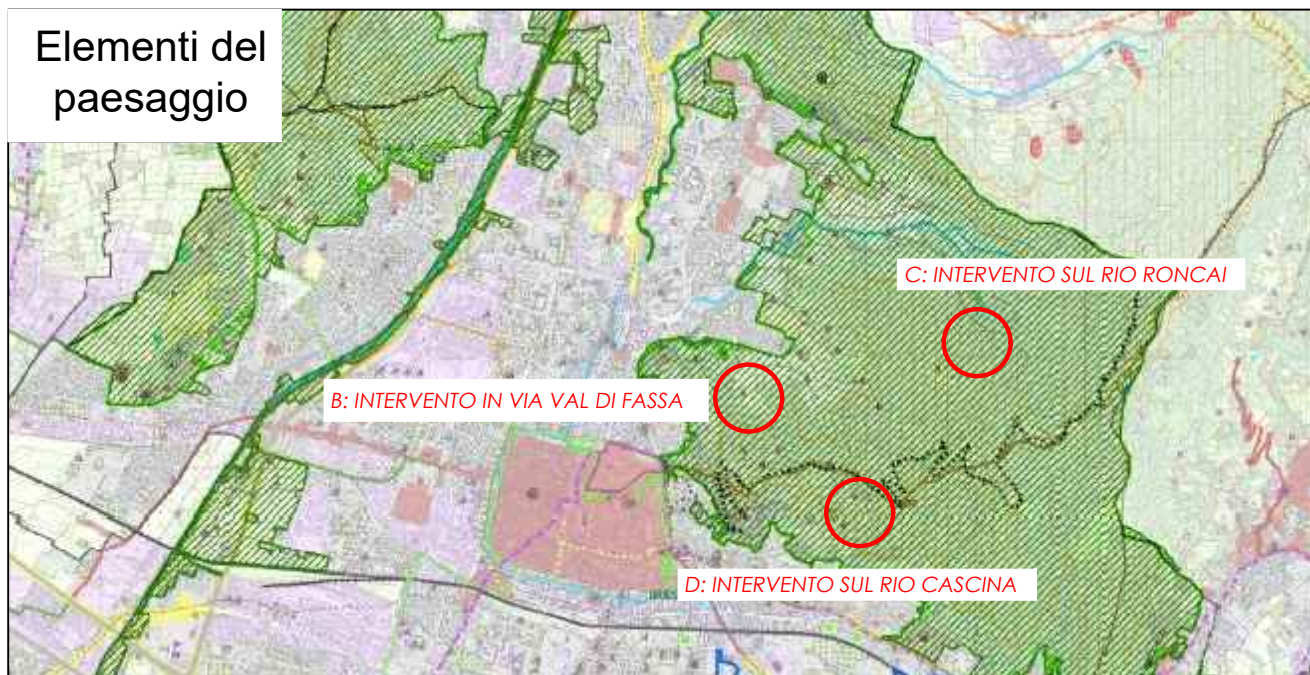 Elementi del
paesaggio
C: INTERVENTO SUL RIO RONCAI
B: INTERVENTO IN VIA VAL DI FASSA
D: INTERVENTO SUL RIO CASCINA